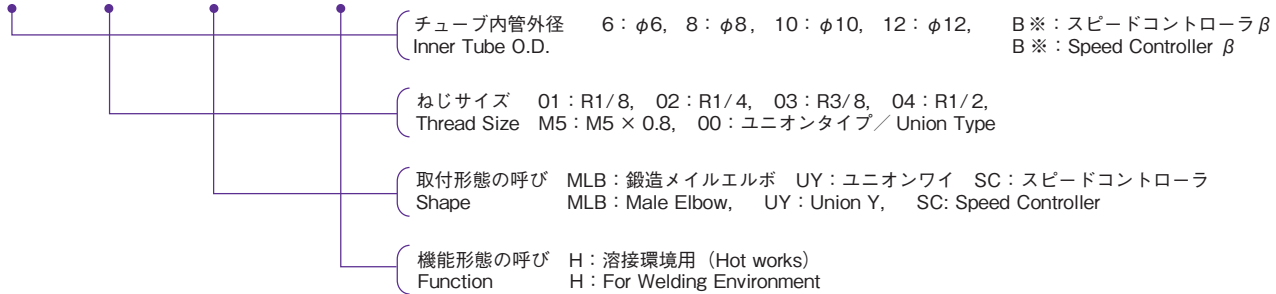 チューブ内管外径 6：φ6, 8：φ8, 10：φ10, 12：φ12, B※：スピードコントローラβ
Inner Tube O.D. B※：Speed Controller β
ねじサイズ 01：R1/8, 02：R1/4, 03：R3/8, 04：R1/2,
Thread Size M5：M5×0.8, 00：ユニオンタイプ／Union Type
取付形態の呼び MLB：鍛造メイルエルボ UY：ユニオンワイ SC：スピードコントローラ
Shape MLB：Male Elbow, UY：Union Y, SC: Speed Controller
機能形態の呼び H：溶接環境用（Hot works）
Function H：For Welding Environment